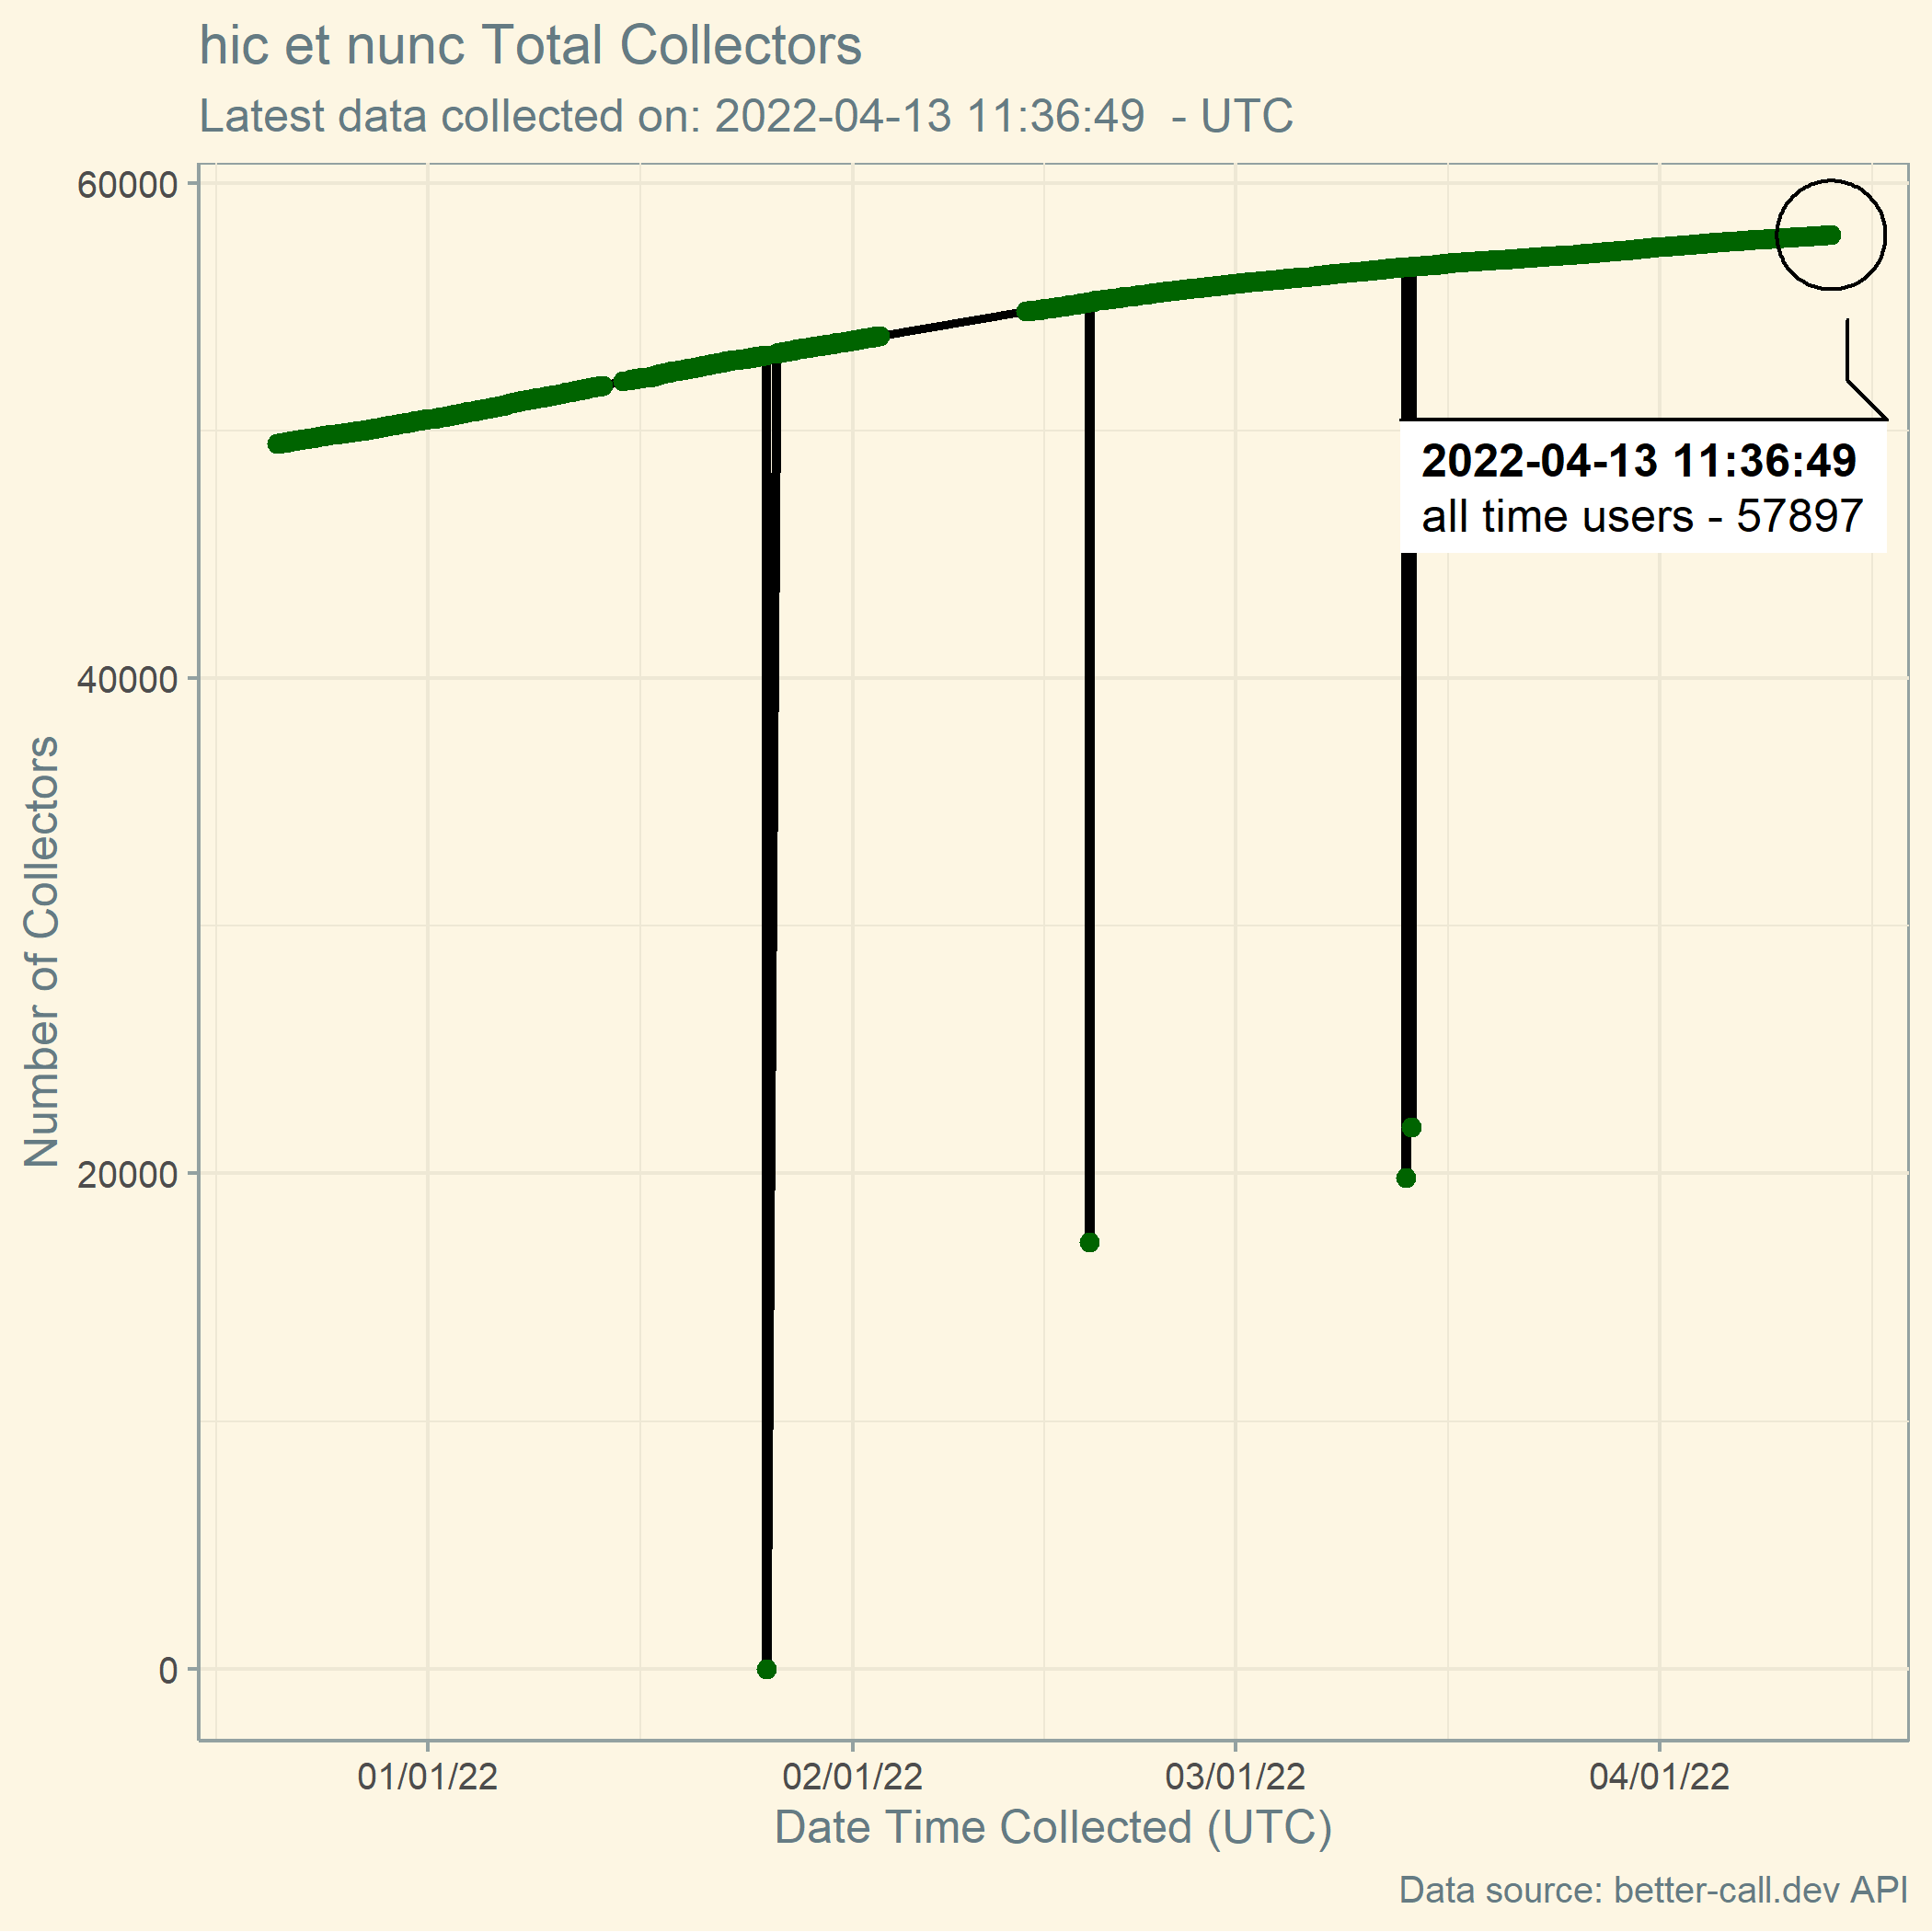 hic et nunc Total Collectors
Latest data collected on: 2022-04-13 11:36:49  - UTC
60000
40000
20000
0
Number of Collectors
2022-04-13 11:36:49
all time users - 57897
01/01/22
02/01/22
03/01/22
04/01/22
Date Time Collected (UTC)
Data source: better-call.dev API